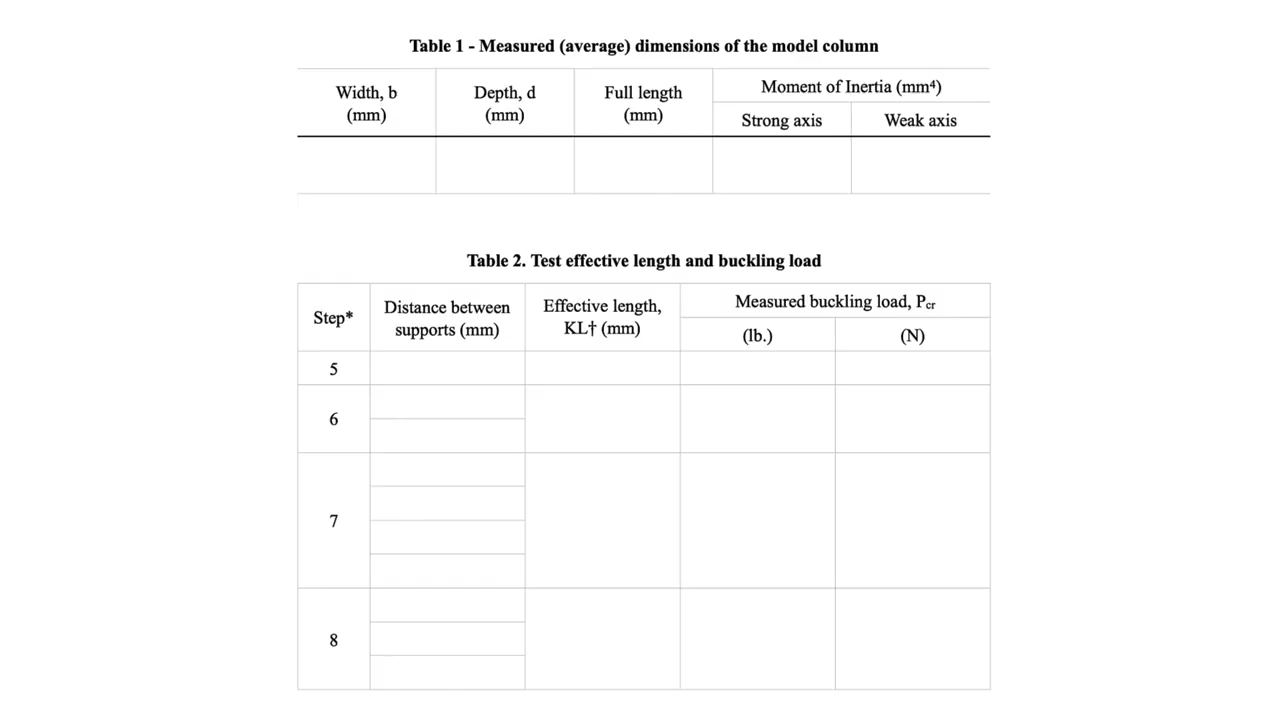 Table 1 - Measured (average) dimensions of the model column
Width, b (mm)
Depth, d (mm)
Full length (mm)
Moment of Inertia (mm⁴)
Strong axis
Weak axis
Table 2. Test effective length and buckling load
Step*
Distance between supports (mm)
Effective length, KL† (mm)
Measured buckling load, Pcr
(lb.)
(N)
5
6
7
8